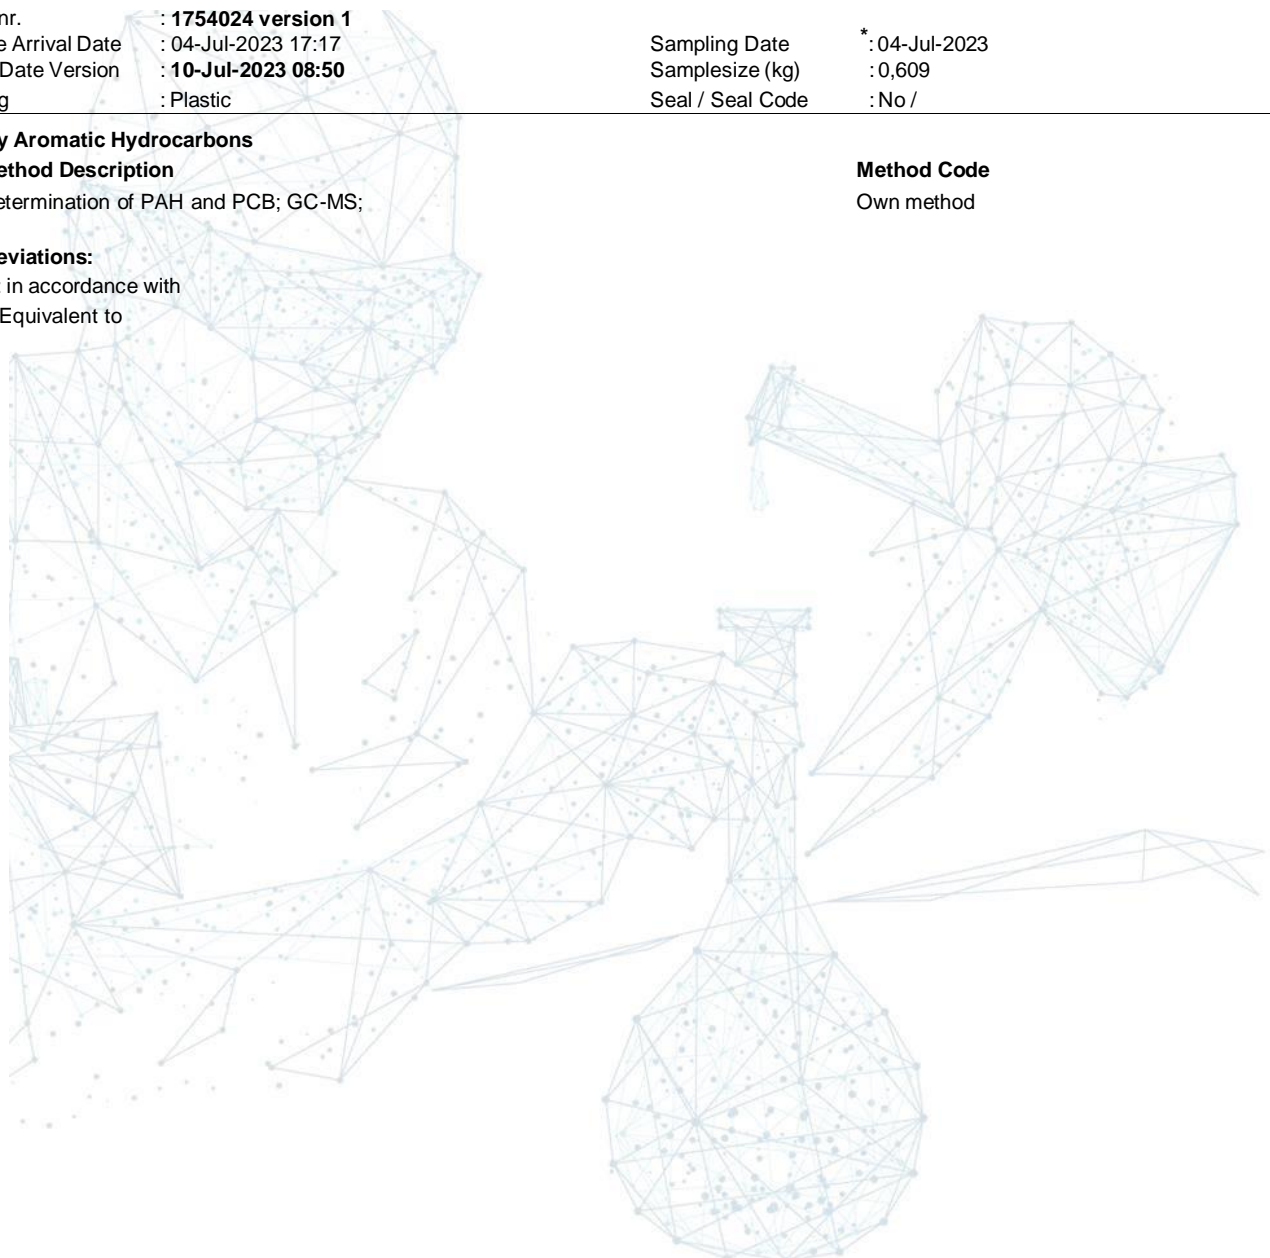 nr. : 1754024 version 1
e Arrival Date : 04-Jul-2023 17:17 Sampling Date *: 04-Jul-2023
Date Version : 10-Jul-2023 08:50 Samplesize (kg) : 0,609
g : Plastic Seal / Seal Code : No /
y Aromatic Hydrocarbons
ethod Description Method Code
etermination of PAH and PCB; GC-MS; Own method
eviations:
t in accordance with
Equivalent to